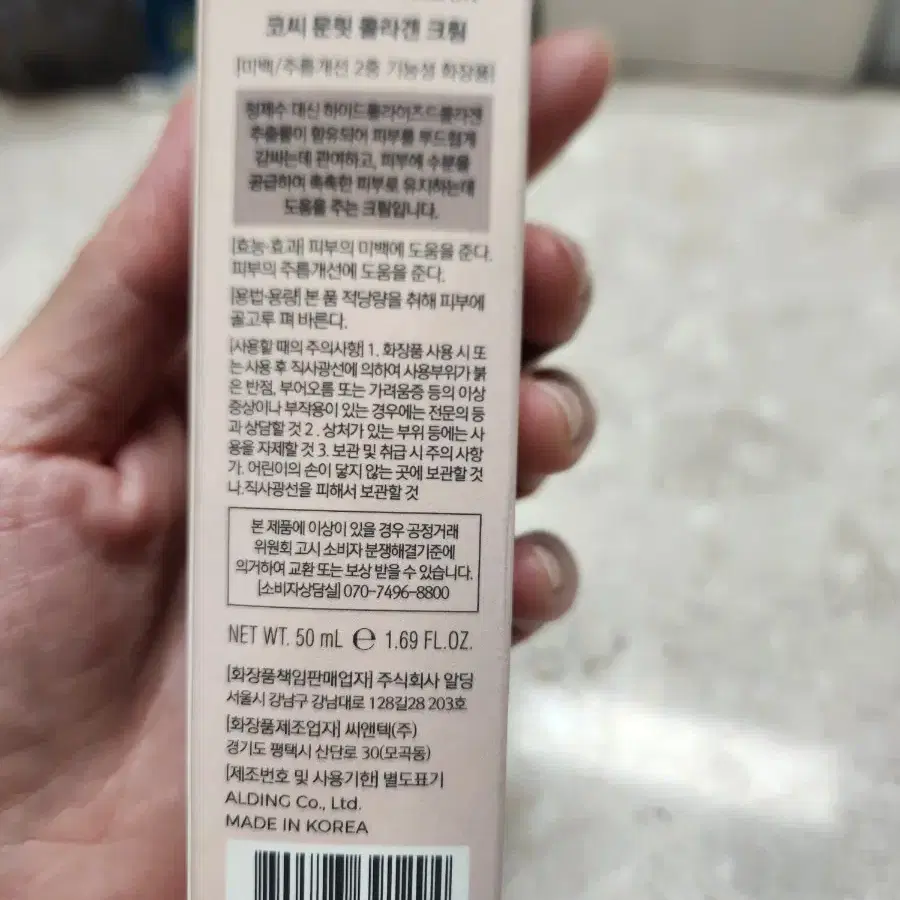 코씨 문릿 콜라겐 크림
[미백/주름개선 2중 기능성 화장품]
정제수 대신 하이드롤라이즈드콜라겐
추출물이 함유되어 피부를 부드럽게
감싸는데 관여하고, 피부에 수분을
공급하여 촉촉한 피부로 유지하는데
도움을 주는 크림입니다.
[효능·효과] 피부의 미백에 도움을 준다.
피부의 주름개선에 도움을 준다.
[용법·용량] 본 품 적당량을 취해 피부에
골고루 펴 바른다.
[사용할 때의 주의사항] 1. 화장품 사용 시 또
는 사용 후 직사광선에 의하여 사용부위가 붉
은 반점, 부어오름 또는 가려움증 등의 이상
증상이나 부작용이 있는 경우에는 전문의 등
과 상담할 것 2. 상처가 있는 부위 등에는 사
용을 자제할 것 3. 보관 및 취급 시 주의 사항
가. 어린이의 손이 닿지 않는 곳에 보관할 것
나.직사광선을 피해서 보관할 것
본 제품에 이상이 있을 경우 공정거래
위원회 고시 소비자 분쟁해결기준에
의거하여 교환 또는 보상 받을 수 있습니다.
[소비자상담실] 070-7496-8800
NET WT. 50 mL ℮ 1.69 FL.OZ.
[화장품책임판매업자] 주식회사 알딩
서울시 강남구 강남대로 128길28 203호
[화장품제조업자] 씨앤텍(주)
경기도 평택시 산단로 30(모곡동)
[제조번호 및 사용기한] 별도표기
ALDING Co., Ltd.
MADE IN KOREA